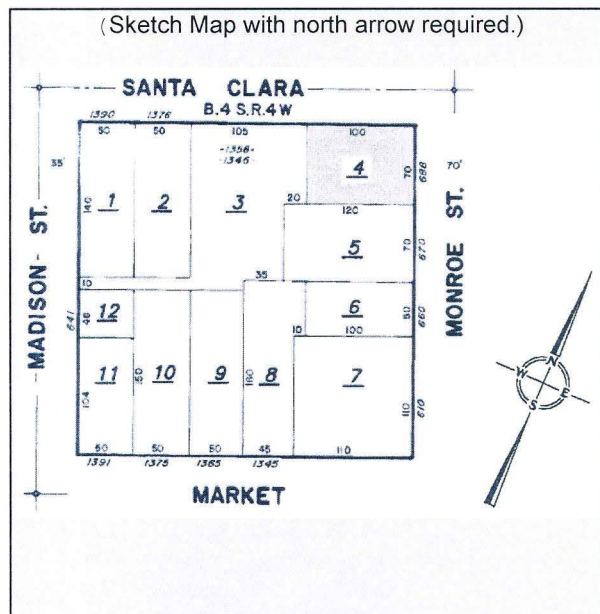 (Sketch Map with north arrow required.)
SANTA CLARA
B.4 S.R.4 W
1390 1376
50 50 105 100
-1356-
-1346-
35' 70'
MADISON ST.
MONROE ST.
140 1 2 3 4 70 688
20 120
5 70 670
35
10
12 48 641
6 50 660
10 100
11 10 9 8 7
104 150 180 110 610
50 50 50 45 110
1391 1375 1365 1345
MARKET
N
W E
S